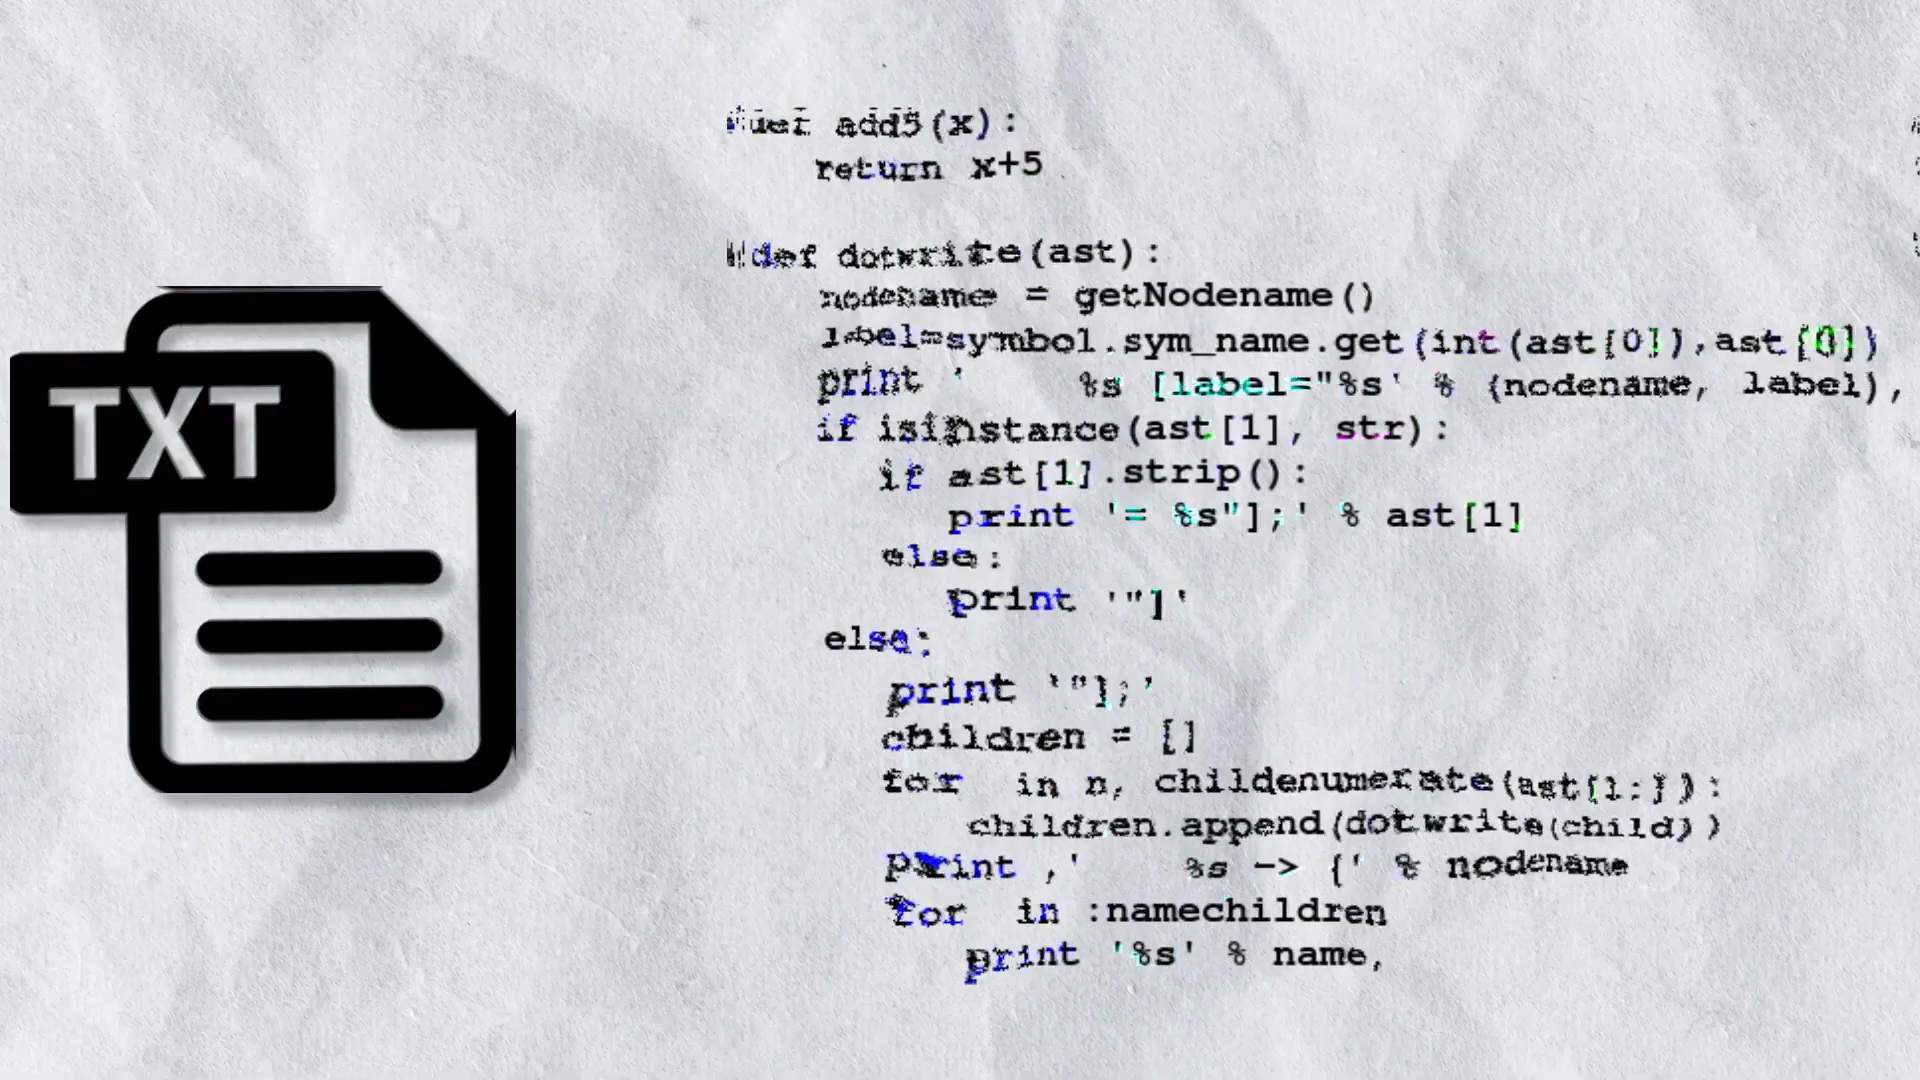 TXT
def add5(x):
return x+5
def dotwrite(ast):
nodename = getNodename()
label=symbol.sym_name.get(int(ast[0]),ast[0])
print ' %s [label="%s' % (nodename, label),
if isinstance(ast[1], str):
if ast[1].strip():
print '= %s"];' % ast[1]
else:
print '"]'
else:
print '"];'
children = []
for in n, childenumerate(ast[1:]):
children.append(dotwrite(child))
print ,' %s -> {' % nodename
for in :namechildren
print '%s' % name,